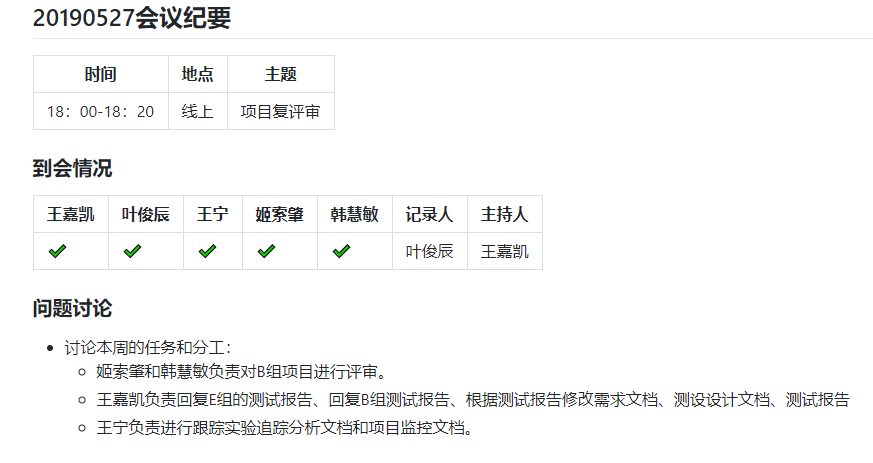 20190527会议纪要
时间 地点 主题
18：00-18：20 线上 项目复评审
到会情况
王嘉凯 叶俊辰 王宁 姬索肇 韩慧敏 记录人 主持人
✔ ✔ ✔ ✔ ✔ 叶俊辰 王嘉凯
问题讨论
• 讨论本周的任务和分工：
◦ 姬索肇和韩慧敏负责对B组项目进行评审。
◦ 王嘉凯负责回复E组的测试报告、回复B组测试报告、根据测试报告修改需求文档、测设设计文档、测试报告
◦ 王宁负责进行跟踪实验追踪分析文档和项目监控文档。